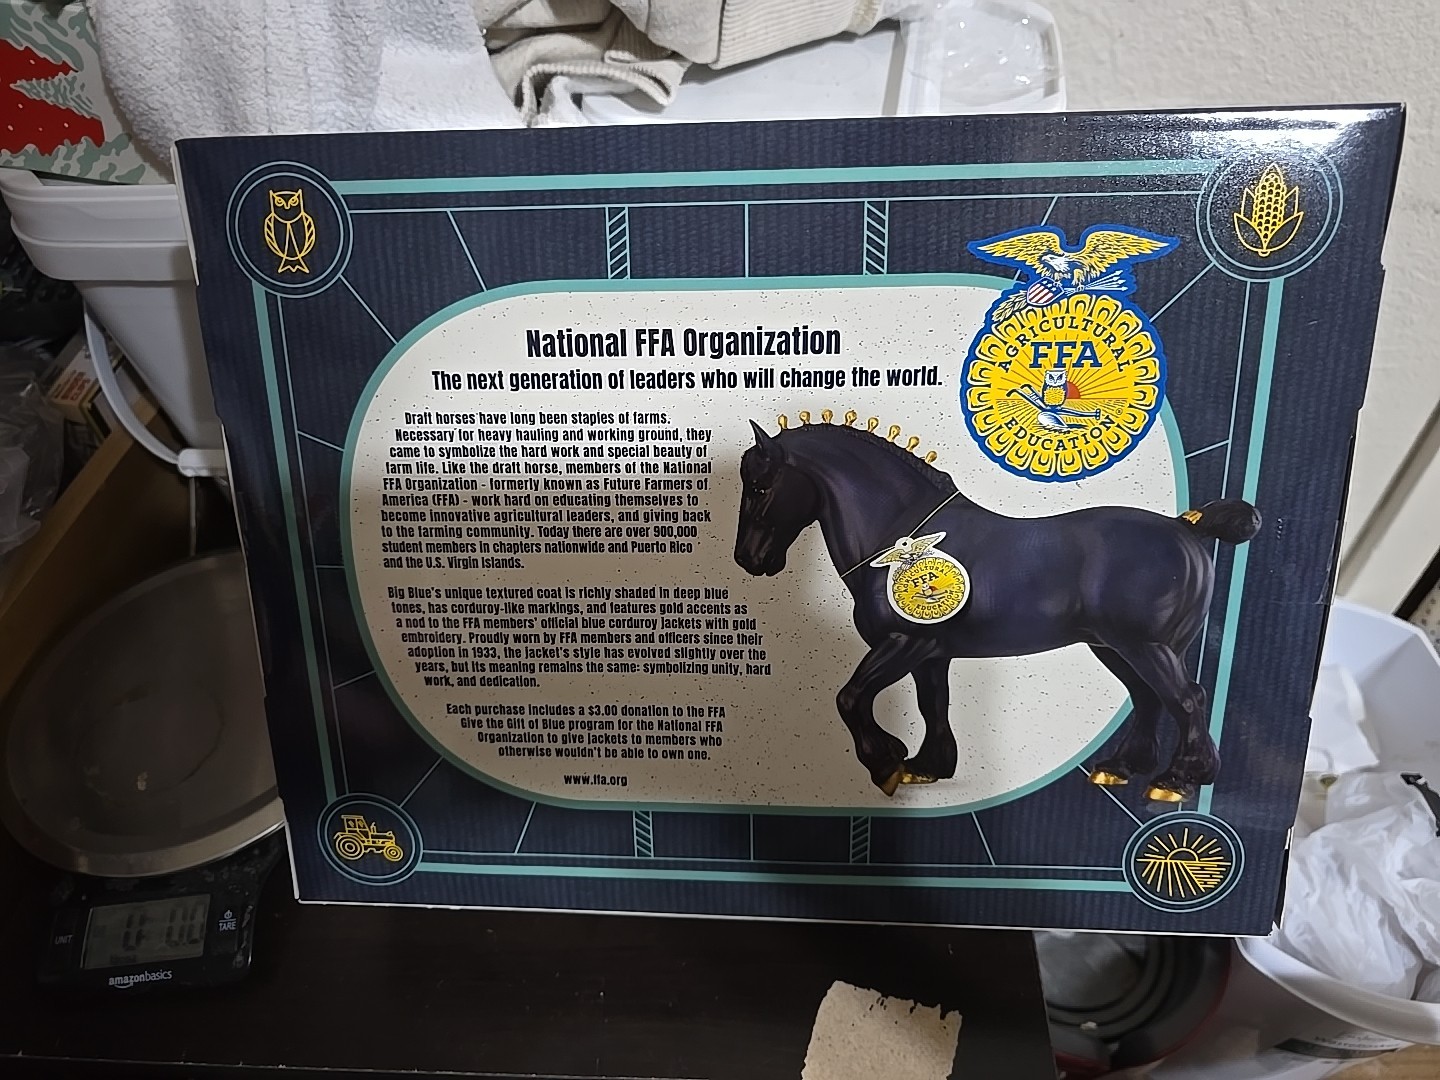 National FFA Organization
The next generation of leaders who will change the world.
Draft horses have long been staples of farms.
Necessary for heavy hauling and working ground, they
came to symbolize the hard work and special beauty of
farm life. Like the draft horse, members of the National
FFA Organization - formerly known as Future Farmers of
America (FFA) - work hard on educating themselves to
become innovative agricultural leaders, and giving back
to the farming community. Today there are over 900,000
student members in chapters nationwide and Puerto Rico
and the U.S. Virgin Islands.
Big Blue's unique textured coat is richly shaded in deep blue
tones, has corduroy-like markings, and features gold accents as
a nod to the FFA members' official blue corduroy jackets with gold
embroidery. Proudly worn by FFA members and officers since their
adoption in 1933, the jacket's style has evolved slightly over the
years, but its meaning remains the same: symbolizing unity, hard
work, and dedication.
Each purchase includes a $3.00 donation to the FFA
Give the Gift of Blue program for the National FFA
Organization to give jackets to members who
otherwise wouldn't be able to own one.
www.ffa.org
AGRICULTURAL
FFA
EDUCATION
AGRICULTURAL
FFA
EDUCATION
UNIT
TARE
amazonbasics